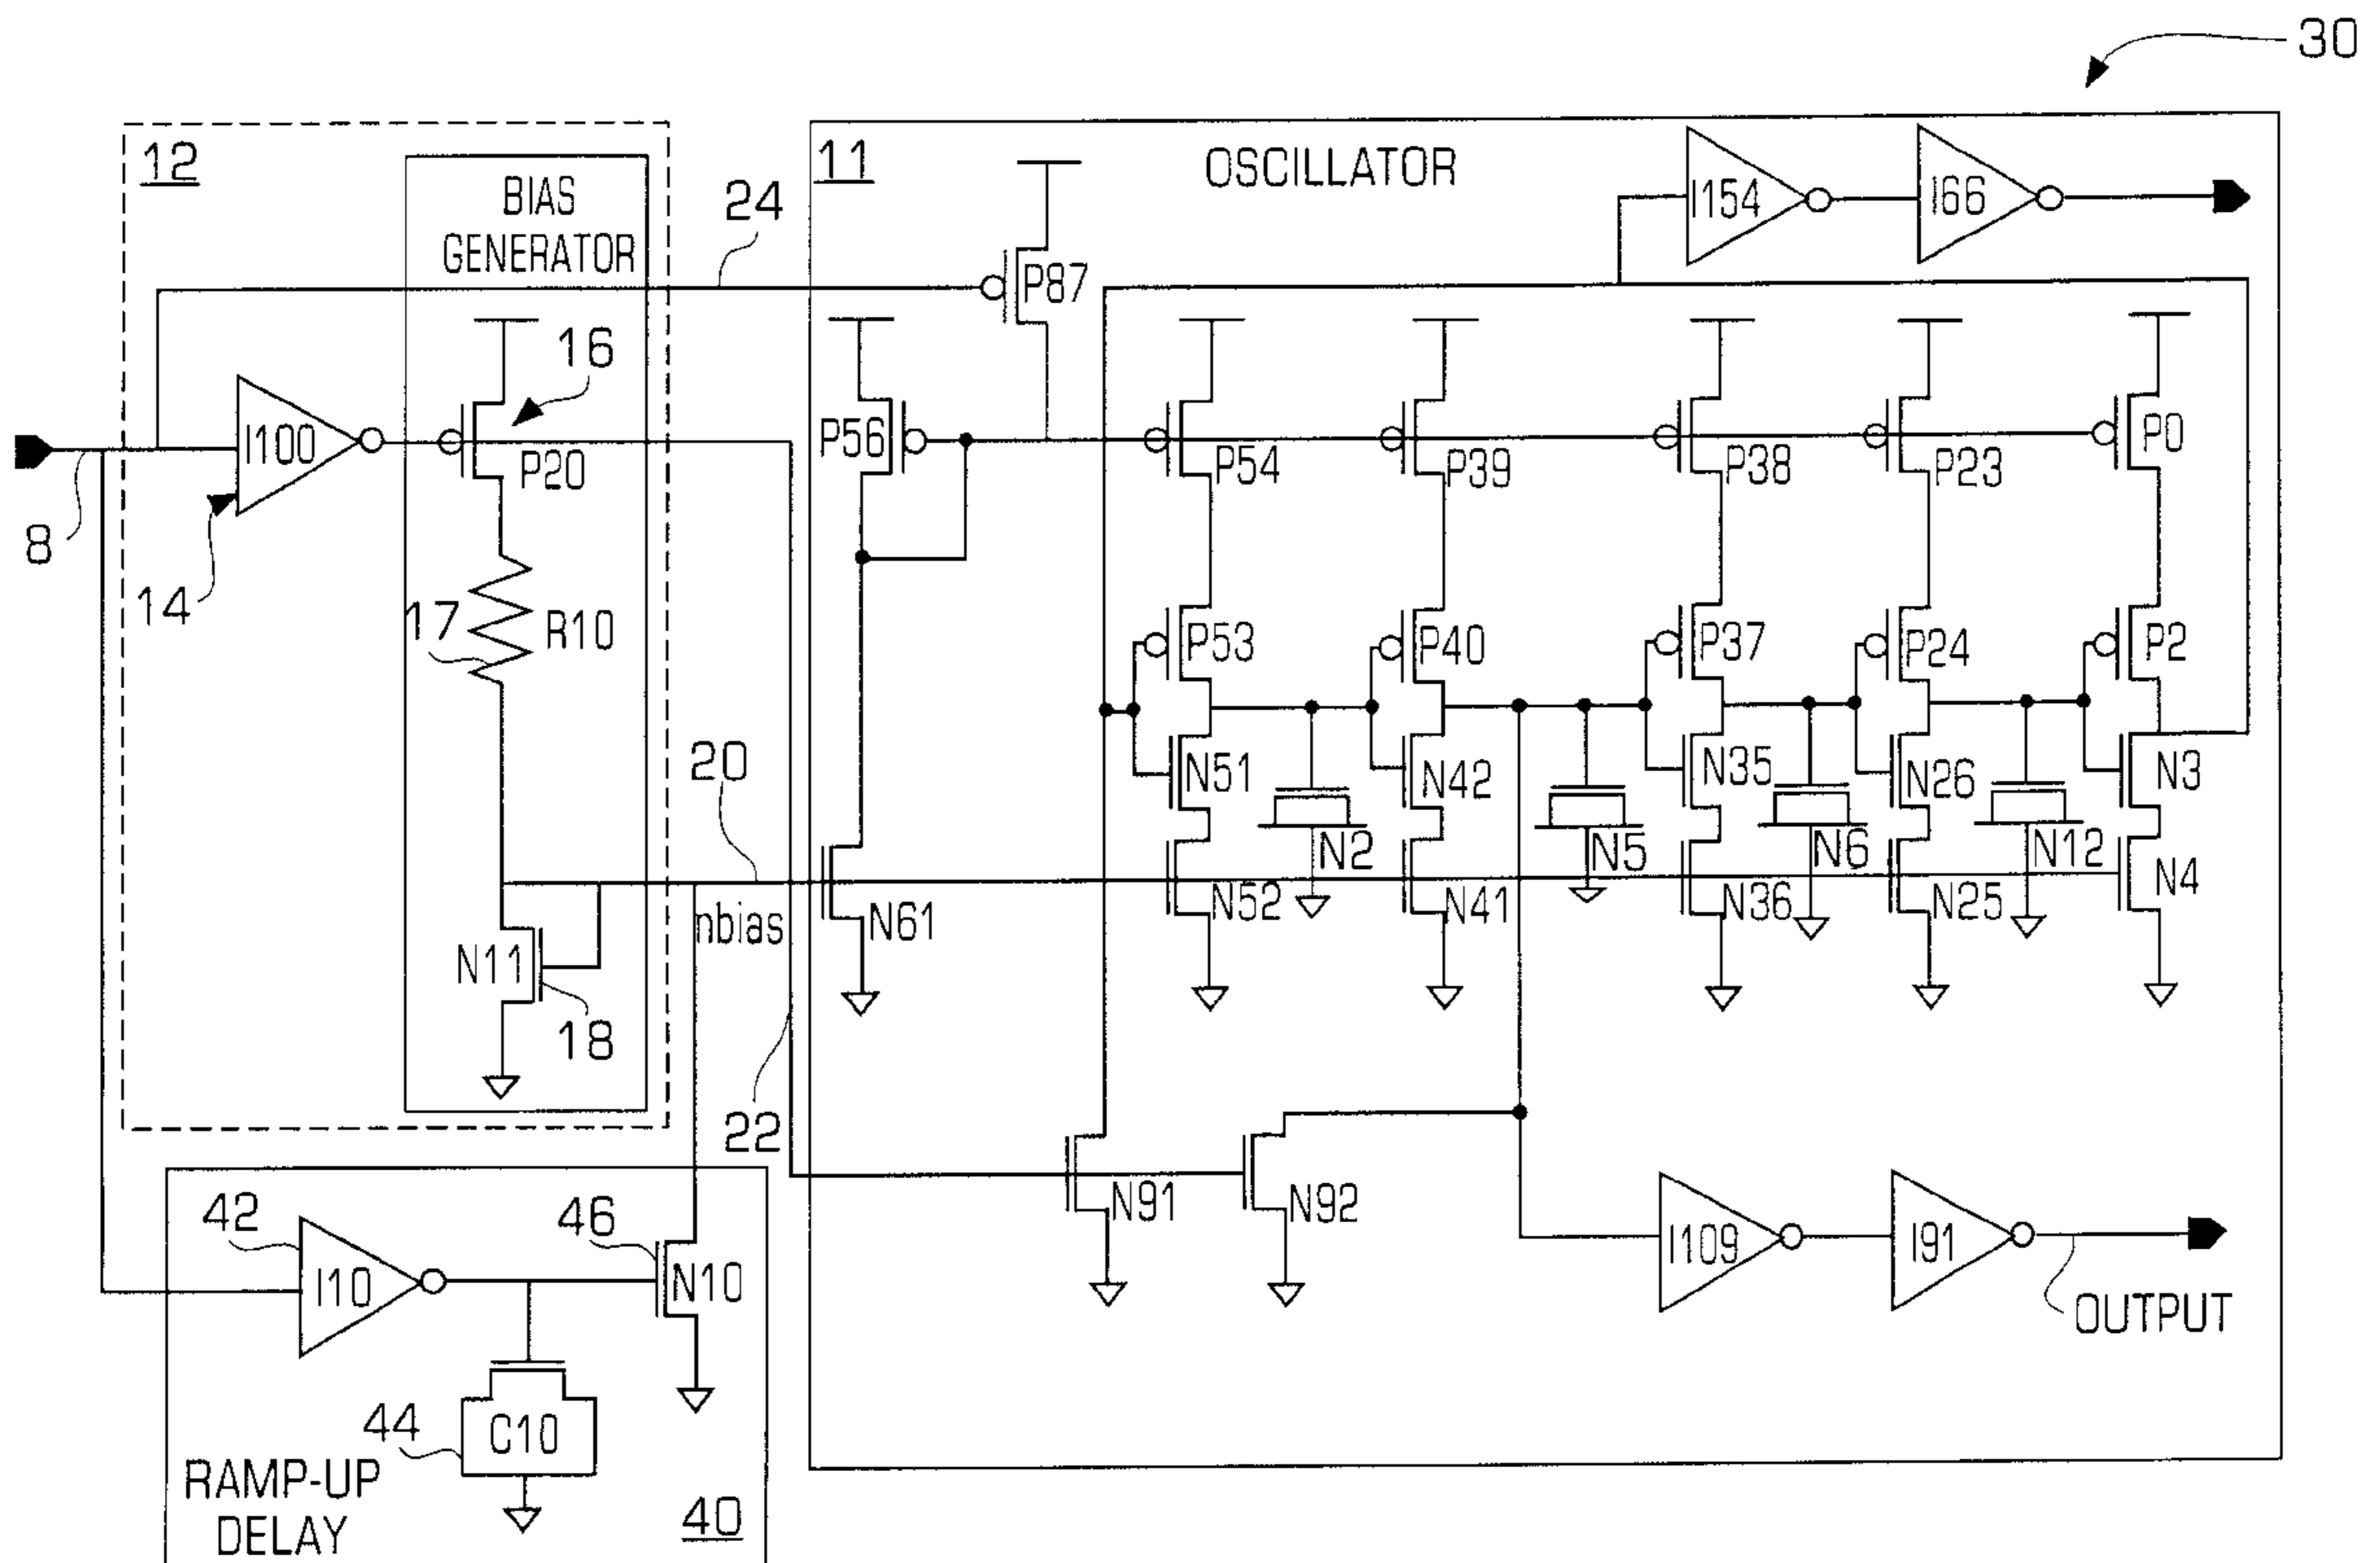 30
12
BIAS
GENERATOR
24
11
OSCILLATOR
I154
I66
P87
16
I100
P20
P56
P54
P39
P38
P23
P0
8
14
17
R10
P53
P40
P37
P24
P2
20
nbias
N51
N42
N35
N26
N3
N2
N5
N6
N12
N11
18
N61
N52
N41
N36
N25
N4
22
42
I10
46
N10
N91
N92
I109
I91
OUTPUT
44
C10
RAMP-UP
DELAY
40